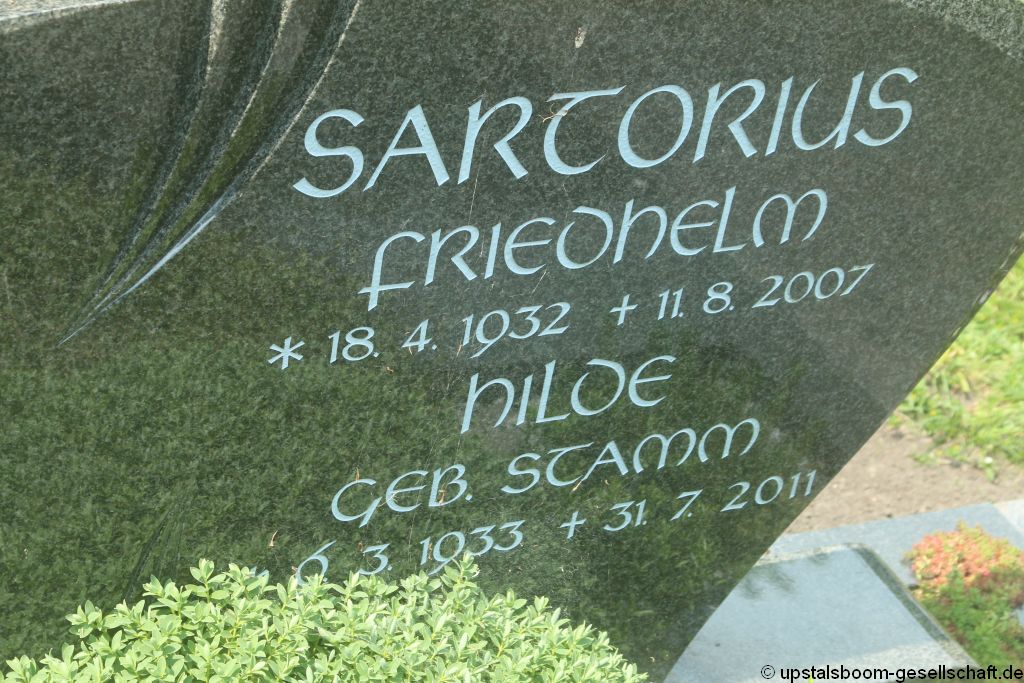 SARTORIUS
FRIEDHELM
* 18. 4. 1932 + 11. 8. 2007
HILDE
GEB. STAMM
6. 3. 1933 + 31. 7. 2011
© upstalsboom-gesellschaft.de